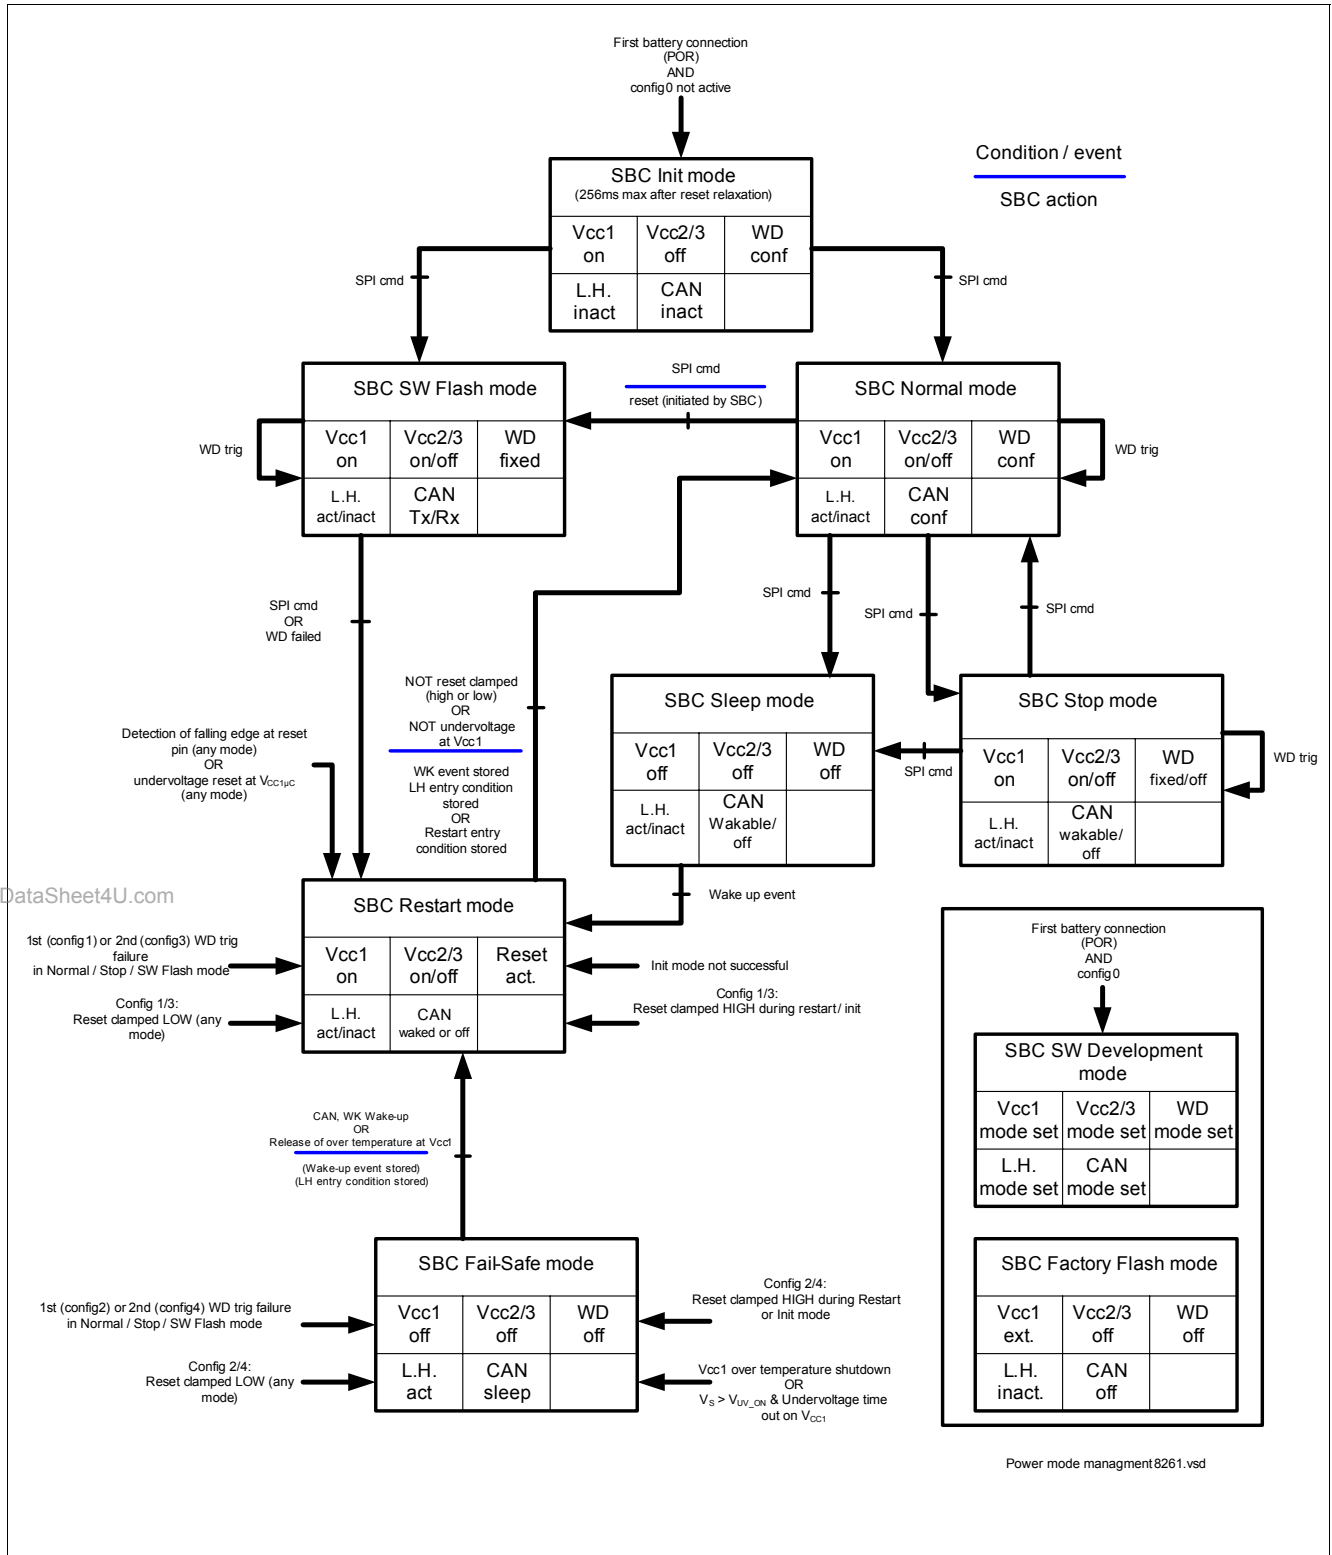 First battery connection
(POR)
AND
config0 not active
Condition / event
SBC action
SBC Init mode
(256ms max after reset relaxation)
Vcc1
on
Vcc2/3
off
WD
conf
L.H.
inact
CAN
inact
SPI cmd
SPI cmd
SBC SW Flash mode
Vcc1
on
Vcc2/3
on/off
WD
fixed
L.H.
act/inact
CAN
Tx/Rx
WD trig
SPI cmd
reset (initiated by SBC)
SBC Normal mode
Vcc1
on
Vcc2/3
on/off
WD
conf
L.H.
act/inact
CAN
conf
WD trig
SPI cmd
OR
WD failed
SPI cmd
SPI cmd
SPI cmd
NOT reset clamped
(high or low)
OR
NOT undervoltage
at Vcc1
WK event stored
LH entry condition
stored
OR
Restart entry
condition stored
Detection of falling edge at reset
pin (any mode)
OR
undervoltage reset at VCC1µC
(any mode)
SBC Sleep mode
Vcc1
off
Vcc2/3
off
WD
off
L.H.
act/inact
CAN
Wakable/
off
SPI cmd
SBC Stop mode
Vcc1
on
Vcc2/3
on/off
WD
fixed/off
L.H.
act/inact
CAN
wakable/
off
WD trig
DataSheet4U.com
Wake up event
SBC Restart mode
Vcc1
on
Vcc2/3
on/off
Reset
act.
L.H.
act/inact
CAN
waked or off
1st (config1) or 2nd (config3) WD trig
failure
in Normal / Stop / SW Flash mode
Config 1/3:
Reset clamped LOW (any
mode)
Init mode not successful
Config 1/3:
Reset clamped HIGH during restart / init
CAN, WK Wake-up
OR
Release of over temperature at Vcc1
(Wake-up event stored)
(LH entry condition stored)
SBC Fail-Safe mode
Vcc1
off
Vcc2/3
off
WD
off
L.H.
act
CAN
sleep
1st (config2) or 2nd (config4) WD trig failure
in Normal / Stop / SW Flash mode
Config 2/4:
Reset clamped LOW (any
mode)
Config 2/4:
Reset clamped HIGH during Restart
or Init mode
Vcc1 over temperature shutdown
OR
VS > VUV_ON & Undervoltage time
out on VCC1
First battery connection
(POR)
AND
config0
SBC SW Development
mode
Vcc1
mode set
Vcc2/3
mode set
WD
mode set
L.H.
mode set
CAN
mode set
SBC Factory Flash mode
Vcc1
ext.
Vcc2/3
off
WD
off
L.H.
inact.
CAN
off
Power mode managment 8261.vsd